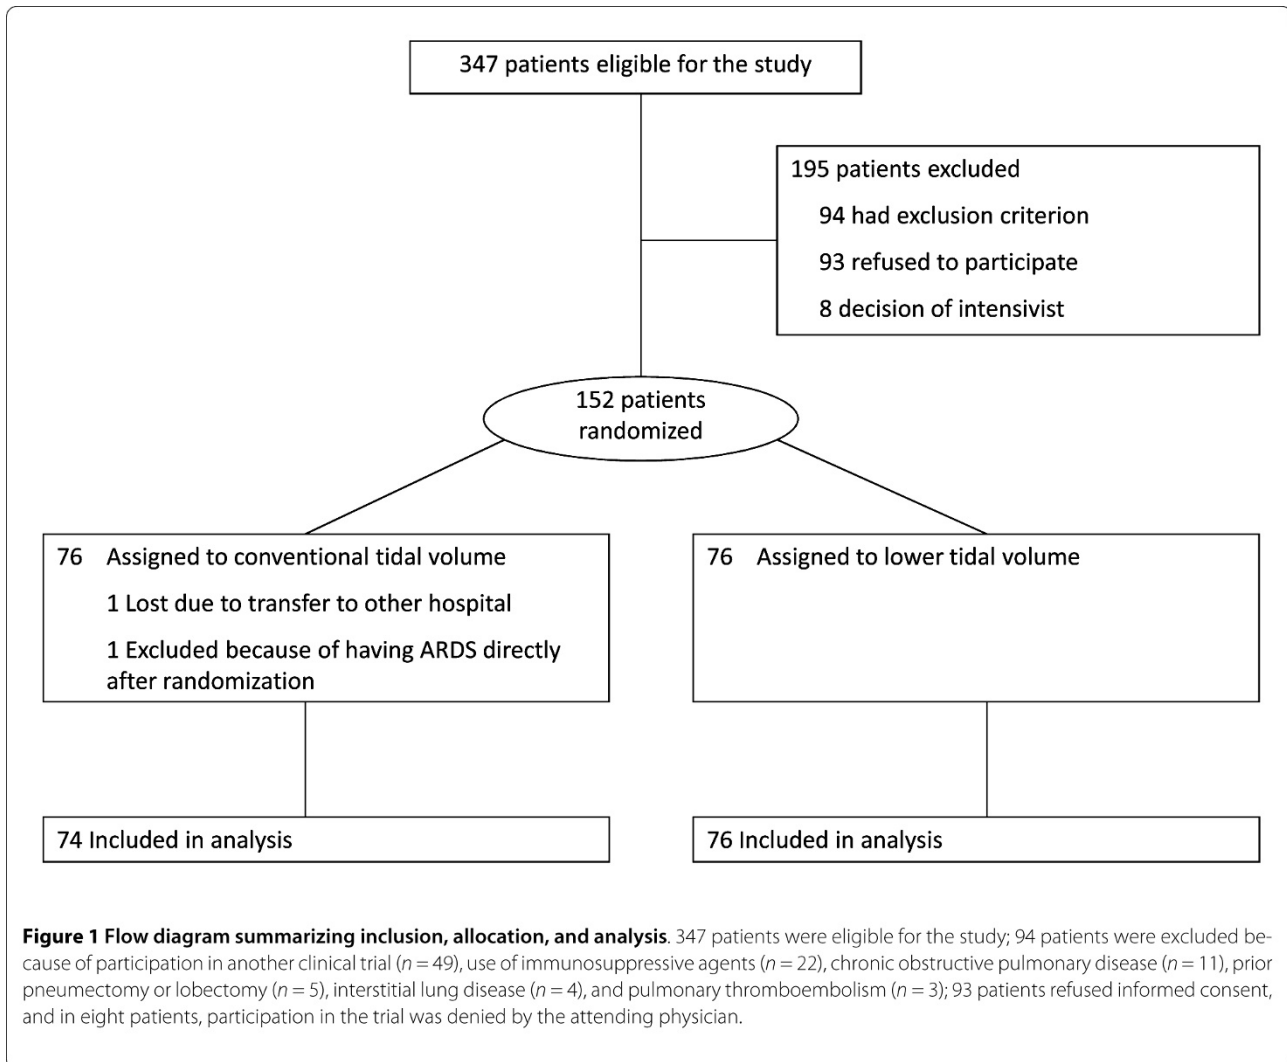 347 patients eligible for the study
195 patients excluded
94 had exclusion criterion
93 refused to participate
8 decision of intensivist
152 patients
randomized
76 Assigned to conventional tidal volume
1 Lost due to transfer to other hospital
1 Excluded because of having ARDS directly
after randomization
76 Assigned to lower tidal volume
74 Included in analysis
76 Included in analysis
Figure 1 Flow diagram summarizing inclusion, allocation, and analysis. 347 patients were eligible for the study; 94 patients were excluded be-
cause of participation in another clinical trial (n = 49), use of immunosuppressive agents (n = 22), chronic obstructive pulmonary disease (n = 11), prior
pneumectomy or lobectomy (n = 5), interstitial lung disease (n = 4), and pulmonary thromboembolism (n = 3); 93 patients refused informed consent,
and in eight patients, participation in the trial was denied by the attending physician.